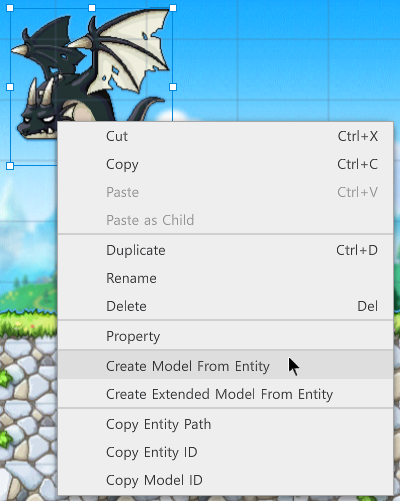 Cut Ctrl+X
Copy Ctrl+C
Paste Ctrl+V
Paste as Child
Duplicate Ctrl+D
Rename
Delete Del
Property
Create Model From Entity
Create Extended Model From Entity
Copy Entity Path
Copy Entity ID
Copy Model ID